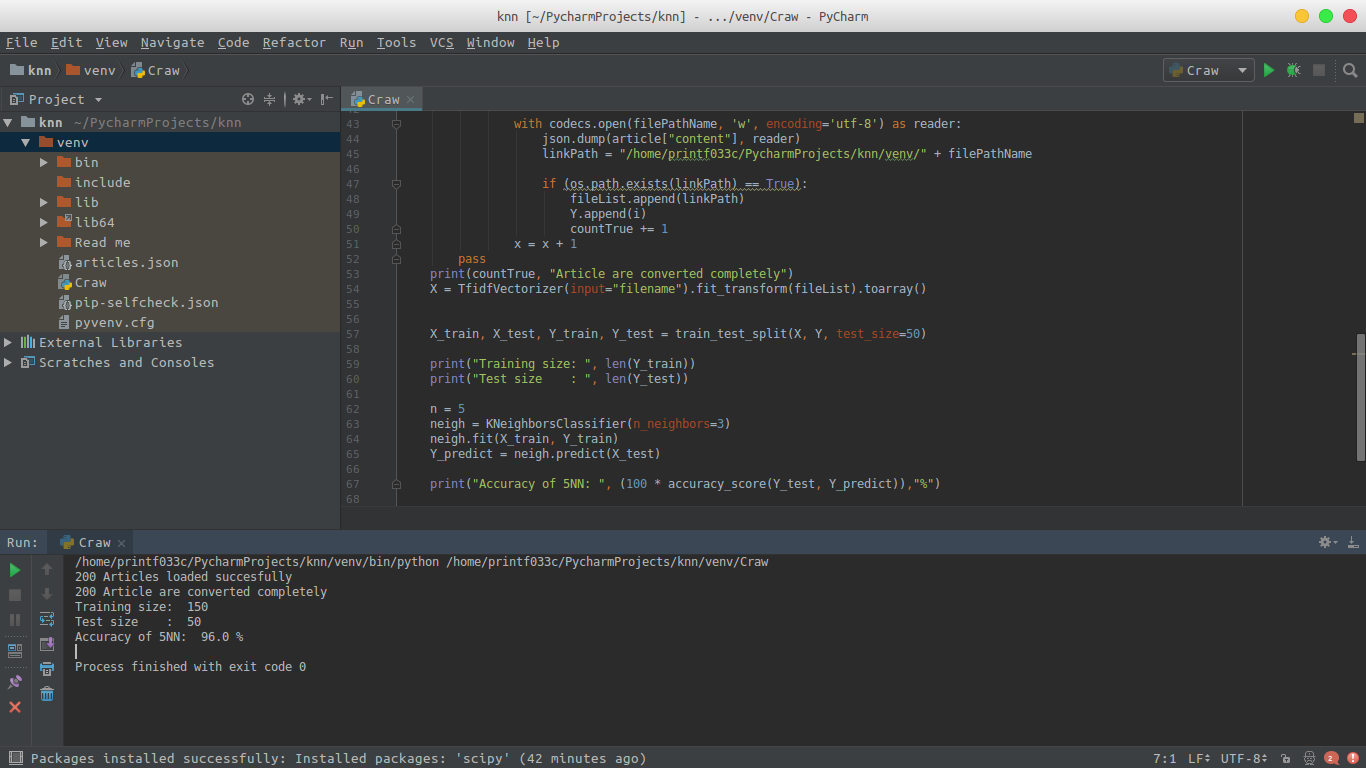 knn [~/PycharmProjects/knn] - .../venv/Craw - PyCharm
File Edit View Navigate Code Refactor Run Tools VCS Window Help
knn venv Craw
Craw
Project
Craw
knn ~/PycharmProjects/knn
venv
bin
include
lib
lib64
Read me
articles.json
Craw
pip-selfcheck.json
pyvenv.cfg
External Libraries
Scratches and Consoles
43 with codecs.open(filePathName, 'w', encoding='utf-8') as reader:
44 json.dump(article["content"], reader)
45 linkPath = "/home/printf033c/PycharmProjects/knn/venv/" + filePathName
46
47 if (os.path.exists(linkPath) == True):
48 fileList.append(linkPath)
49 Y.append(i)
50 countTrue += 1
51 x = x + 1
52 pass
53 print(countTrue, "Article are converted completely")
54 X = TfidfVectorizer(input="filename").fit_transform(fileList).toarray()
55
56
57 X_train, X_test, Y_train, Y_test = train_test_split(X, Y, test_size=50)
58
59 print("Training size: ", len(Y_train))
60 print("Test size    : ", len(Y_test))
61
62 n = 5
63 neigh = KNeighborsClassifier(n_neighbors=3)
64 neigh.fit(X_train, Y_train)
65 Y_predict = neigh.predict(X_test)
66
67 print("Accuracy of 5NN: ", (100 * accuracy_score(Y_test, Y_predict)),"%")
68
Run: Craw
/home/printf033c/PycharmProjects/knn/venv/bin/python /home/printf033c/PycharmProjects/knn/venv/Craw
200 Articles loaded succesfully
200 Article are converted completely
Training size:  150
Test size    :  50
Accuracy of 5NN:  96.0 %
Process finished with exit code 0
Packages installed successfully: Installed packages: 'scipy' (42 minutes ago)
7:1 LF UTF-8 2